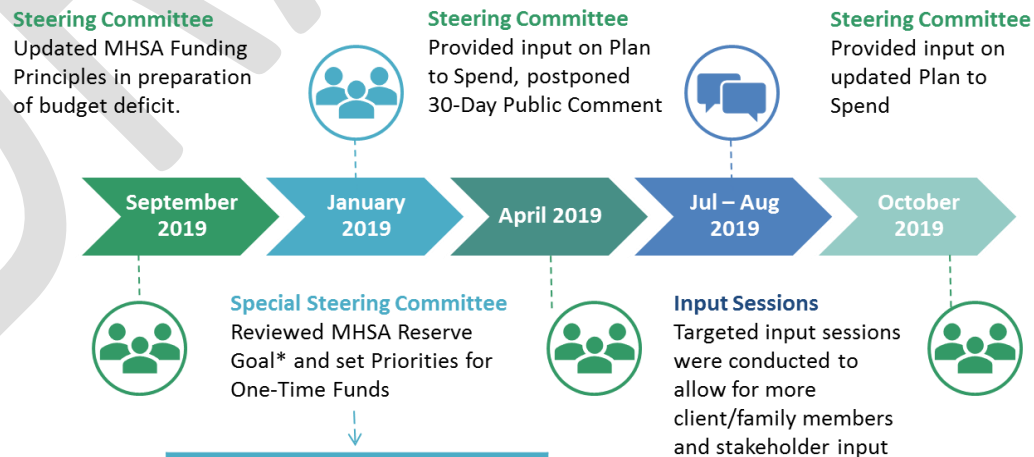 Steering Committee
Updated MHSA Funding
Principles in preparation
of budget deficit.
Steering Committee
Provided input on Plan
to Spend, postponed
30-Day Public Comment
Steering Committee
Provided input on
updated Plan to
Spend
September
2019
January
2019
April 2019
Jul – Aug
2019
October
2019
Special Steering Committee
Reviewed MHSA Reserve
Goal* and set Priorities for
One-Time Funds
Input Sessions
Targeted input sessions
were conducted to
allow for more
client/family members
and stakeholder input